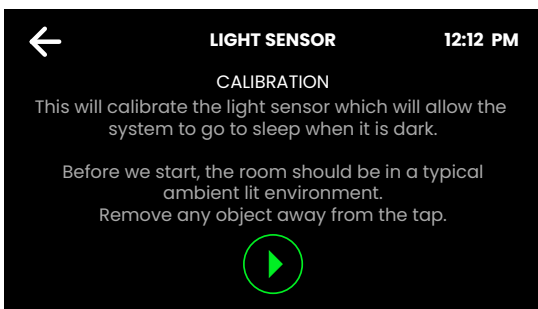 LIGHT SENSOR
12:12 PM
CALIBRATION
This will calibrate the light sensor which will allow the
system to go to sleep when it is dark.
Before we start, the room should be in a typical
ambient lit environment.
Remove any object away from the tap.